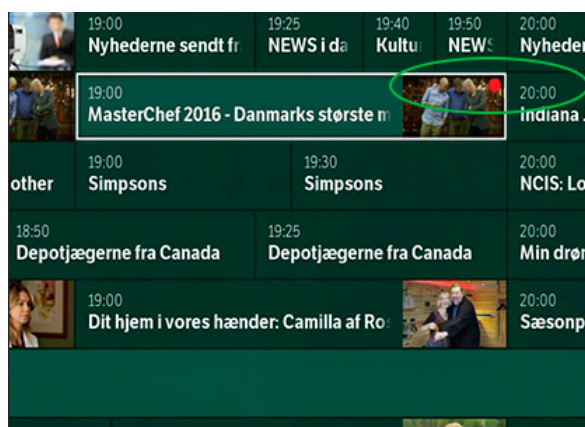 19:00 19:25 19:40 19:50 20:00
Nyhederne sendt fr NEWS i da Kultu NEWS Nyheder
19:00 20:00
MasterChef 2016 - Danmarks største m Indiana J
19:00 19:30 20:00
other Simpsons Simpsons NCIS: Lo
18:50 19:25 20:00
Depotjægerne fra Canada Depotjægerne fra Canada Min drøm
19:00 20:00
Dit hjem i vores hænder: Camilla af Ro Sæsonp